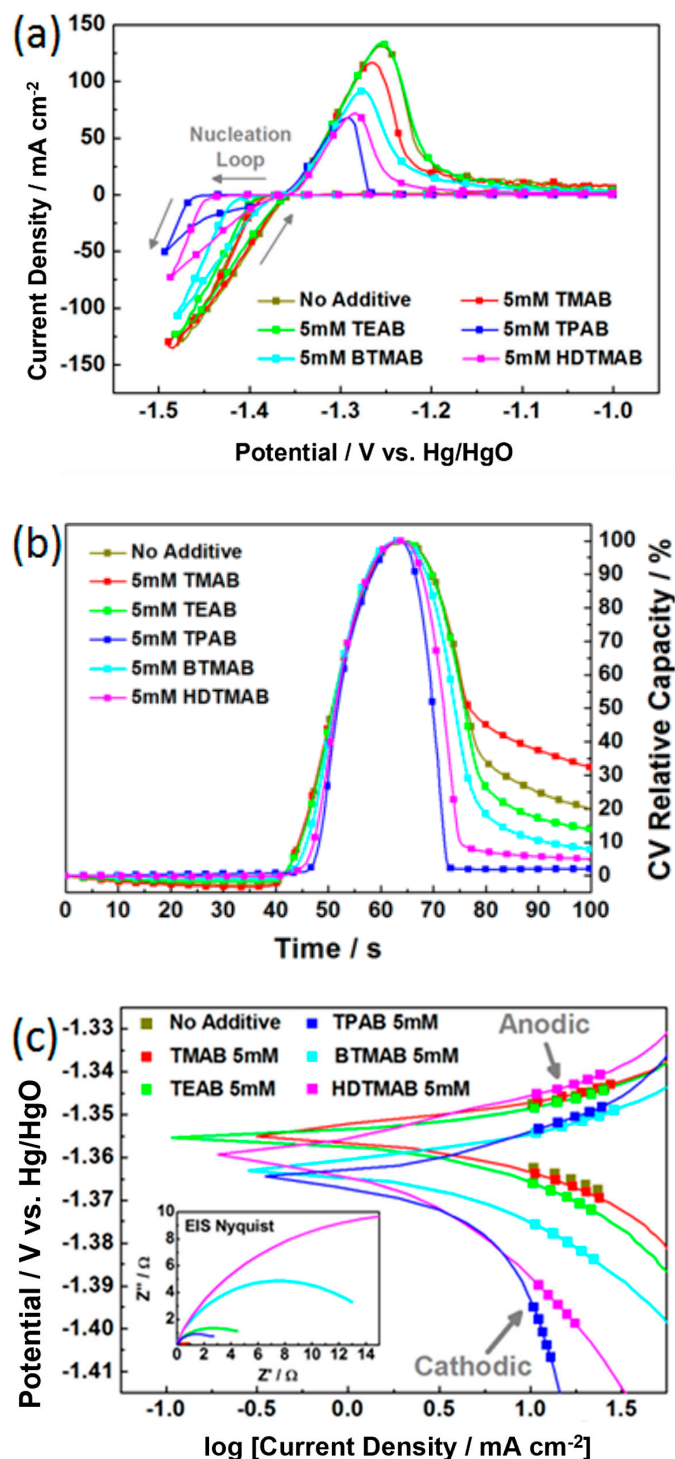 (a)
150
100
50
0
-50
-100
-150
Current Density / mA cm-2
Nucleation
Loop
No Additive
5mM TMAB
5mM TEAB
5mM TPAB
5mM BTMAB
5mM HDTMAB
-1.5 -1.4 -1.3 -1.2 -1.1 -1.0
Potential / V vs. Hg/HgO
(b)
No Additive
5mM TMAB
5mM TEAB
5mM TPAB
5mM BTMAB
5mM HDTMAB
100
90
80
70
60
50
40
30
20
10
0
CV Relative Capacity / %
0 10 20 30 40 50 60 70 80 90 100
Time / s
(c)
-1.33
-1.34
-1.35
-1.36
-1.37
-1.38
-1.39
-1.40
-1.41
Potential / V vs. Hg/HgO
No Additive
TPAB 5mM
TMAB 5mM
BTMAB 5mM
TEAB 5mM
HDTMAB 5mM
Anodic
Cathodic
EIS Nyquist
10
8
6
4
2
Z'' / Ω
0 2 4 6 8 10 12 14
Z' / Ω
-1.0 -0.5 0.0 0.5 1.0 1.5
log [Current Density / mA cm-2]